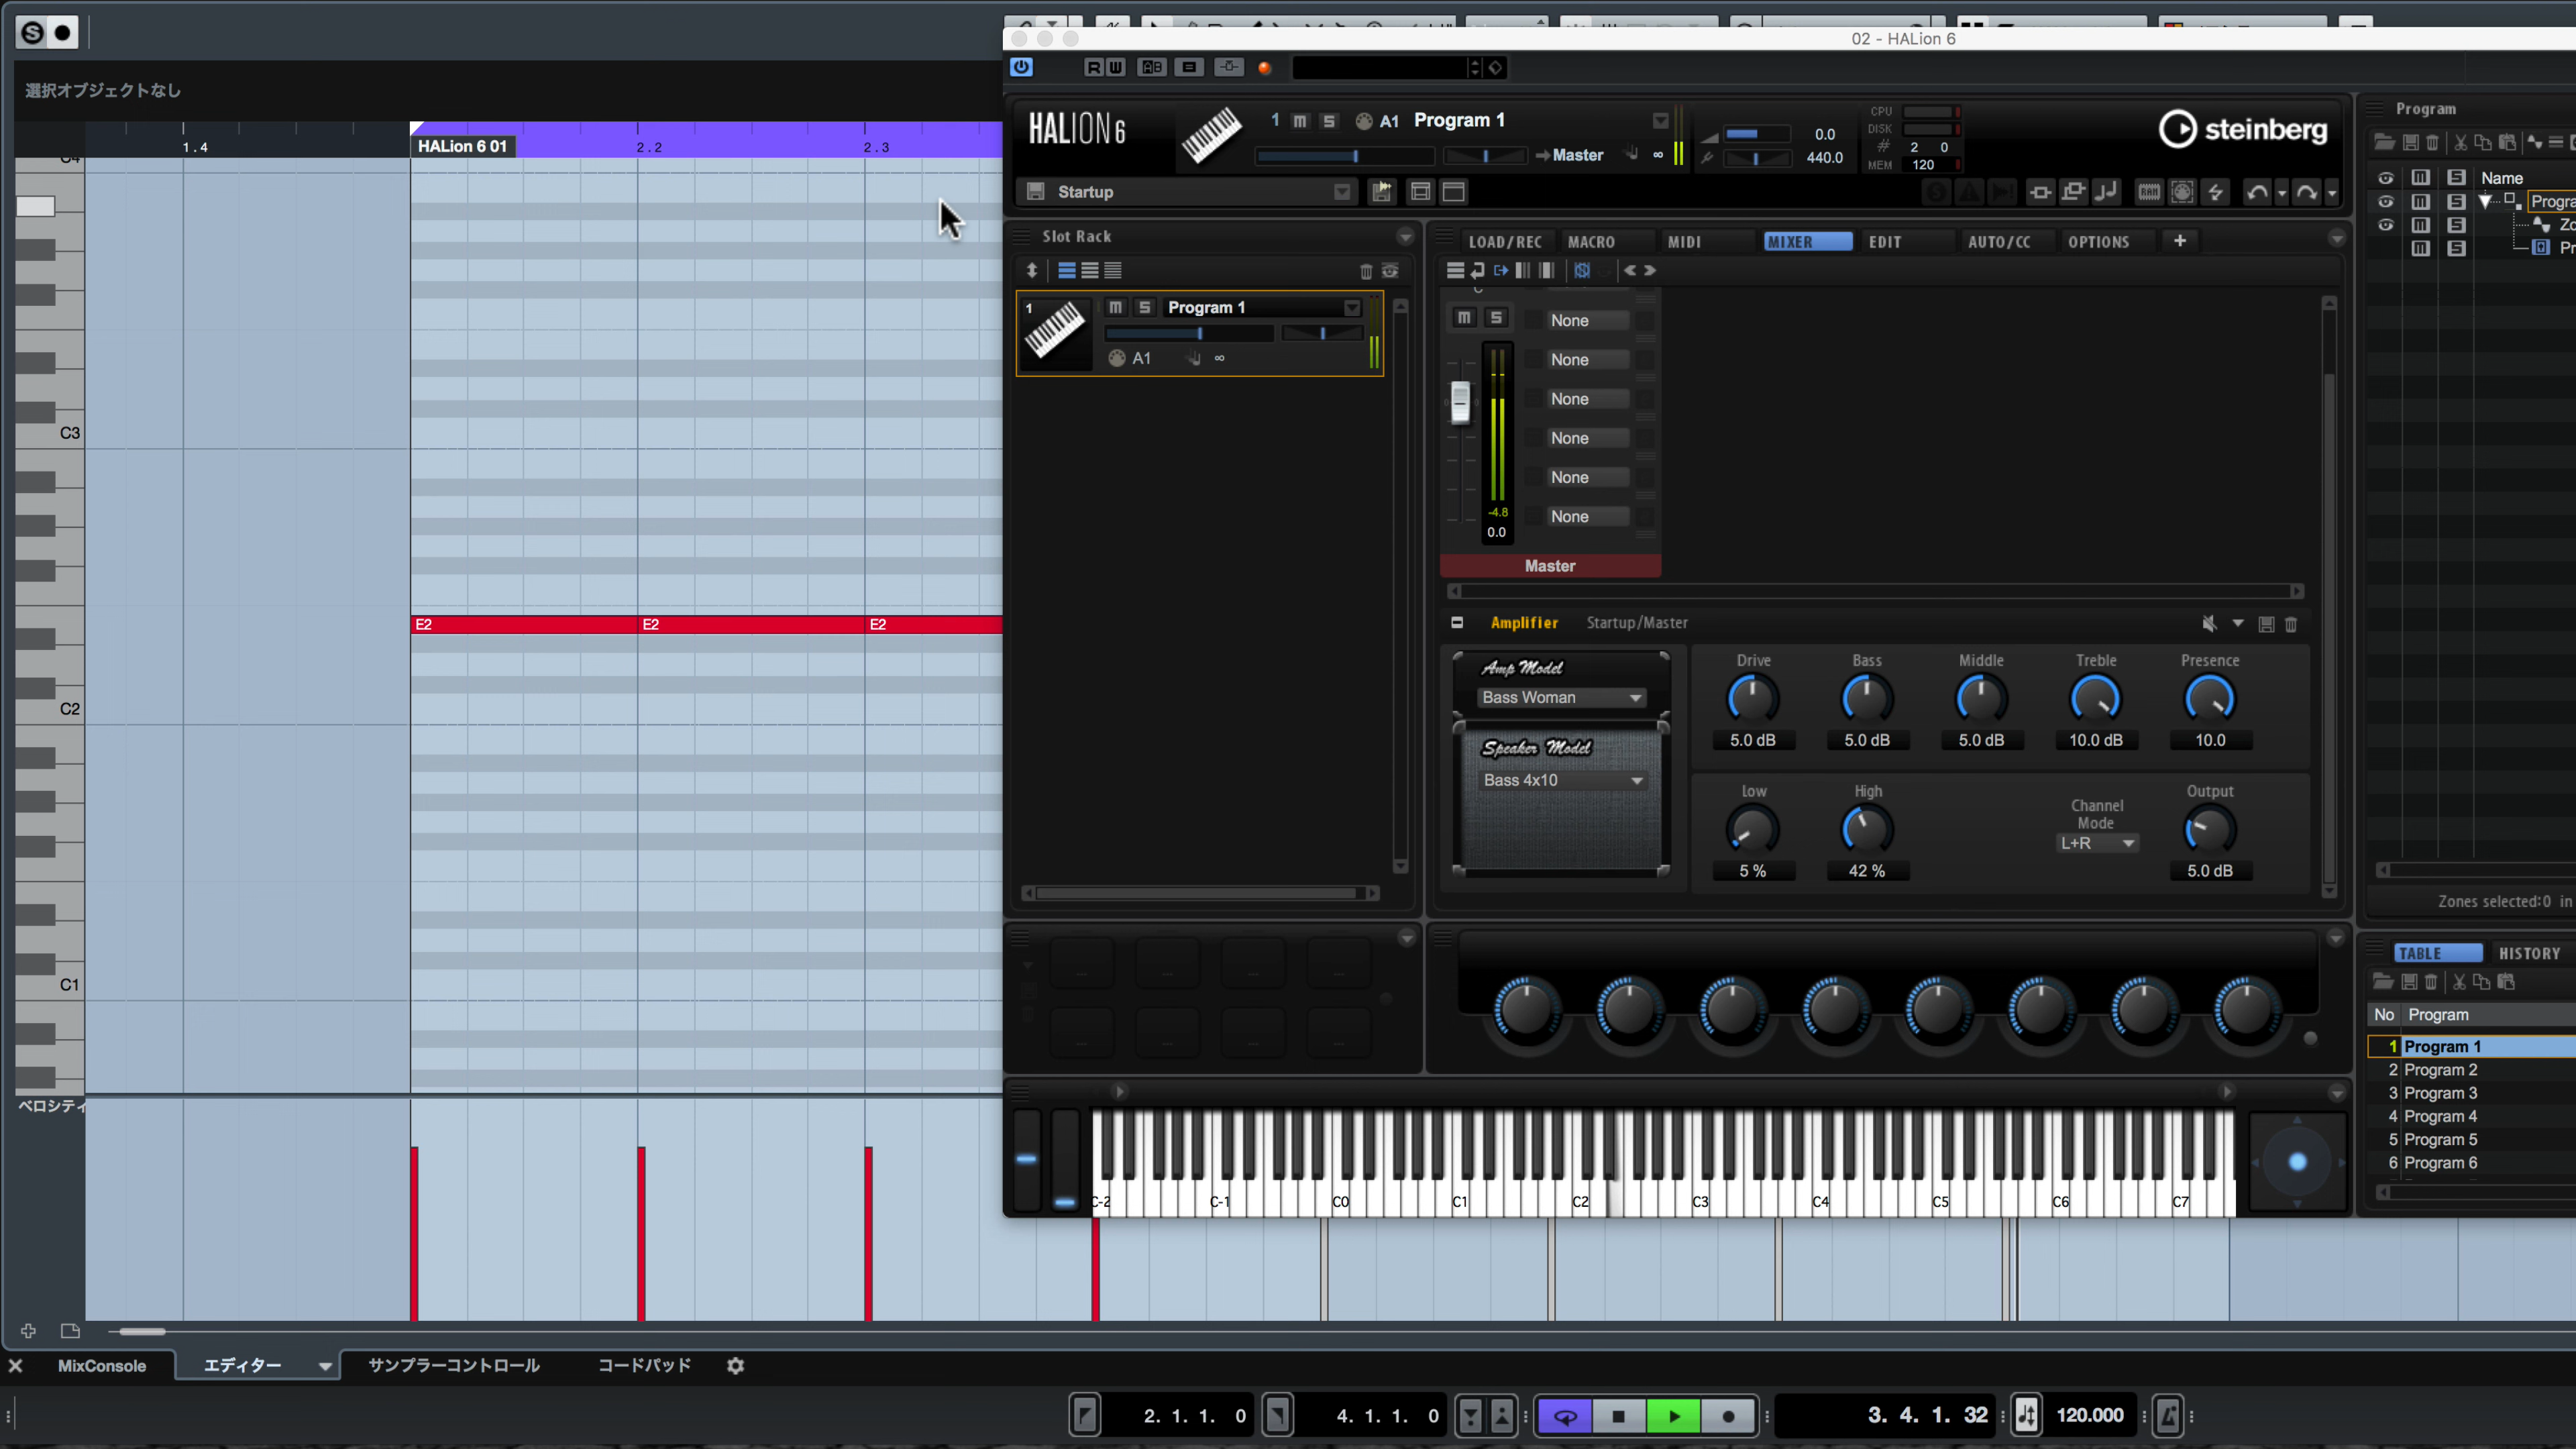 02 - HALion 6
選択オブジェクトなし
R W AB
HALION 6
1 M S A1 Program 1
Master ∞
0.0
440.0
CPU
DISK
# 2 0
MEM 120
steinberg
Startup
Program
M S Name
M S Progra
M S Zo
M S Pr
1.4
HALion 6 01
2.2
2.3
C4
C3
C2
C1
E2
E2
E2
ベロシティ
Slot Rack
1 M S Program 1
A1 ∞
LOAD/REC MACRO MIDI MIXER EDIT AUTO/CC OPTIONS +
M S
None
None
None
None
None
None
-4.8
0.0
Master
Amplifier Startup/Master
Amp Model
Bass Woman
Speaker Model
Bass 4x10
Drive Bass Middle Treble Presence
5.0 dB 5.0 dB 5.0 dB 10.0 dB 10.0
Low High Channel Mode Output
L+R
5 % 42 % 5.0 dB
Zones selected:0 in
TABLE HISTORY
No Program
1 Program 1
2 Program 2
3 Program 3
4 Program 4
5 Program 5
6 Program 6
C-2 C-1 C0 C1 C2 C3 C4 C5 C6 C7
MixConsole エディター サンプラーコントロール コードパッド
2. 1. 1. 0
4. 1. 1. 0
3. 4. 1. 32
120.000